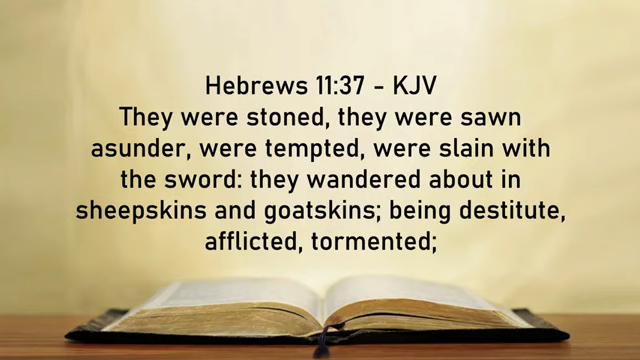 Hebrews 11:37 - KJV
They were stoned, they were sawn
asunder, were tempted, were slain with
the sword: they wandered about in
sheepskins and goatskins; being destitute,
afflicted, tormented;